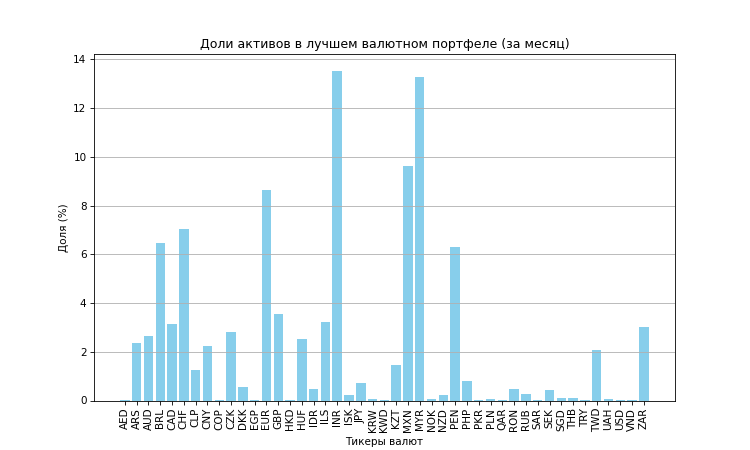 Доли активов в лучшем валютном портфеле (за месяц)
Доля (%)
14
12
10
8
6
4
2
0
AED
ARS
AUD
BRL
CAD
CHF
CLP
CNY
COP
CZK
DKK
EGP
EUR
GBP
HKD
HUF
IDR
ILS
INR
ISK
JPY
KRW
KWD
KZT
MXN
MYR
NOK
NZD
PEN
PHP
PKR
PLN
QAR
RON
RUB
SAR
SEK
SGD
THB
TRY
TWD
UAH
USD
VND
ZAR
Тикеры валют